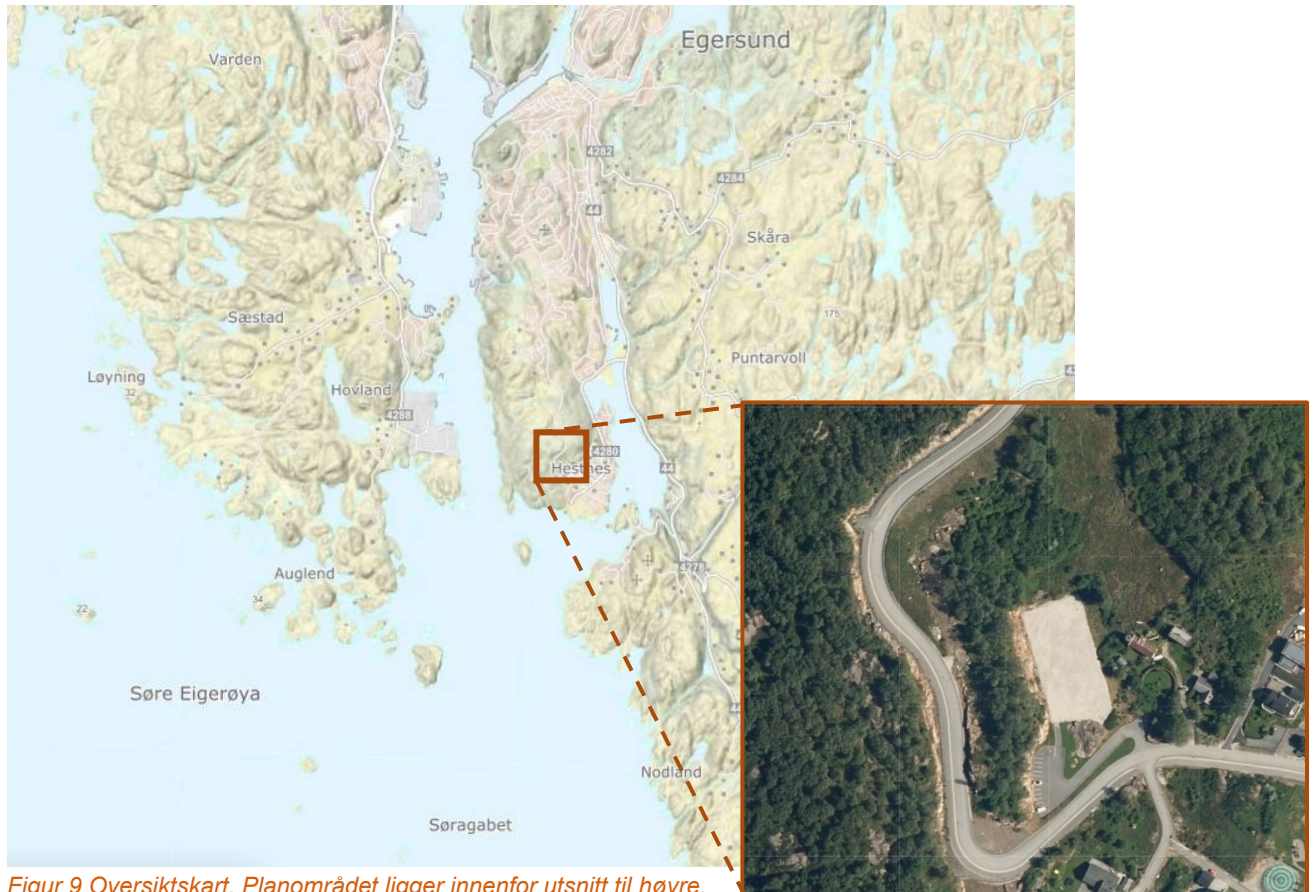 Egersund
Varden
4282
4284
44
Skåra
175
Sæstad
Puntarvoll
Løyning
32
Hovland
4288
4280
Hestnes
44
4278
Auglend
34
22
Søre Eigerøya
44
Nodland
Søragabet
Figur 9 Oversiktskart. Planområdet ligger innenfor utsnitt til høyre.